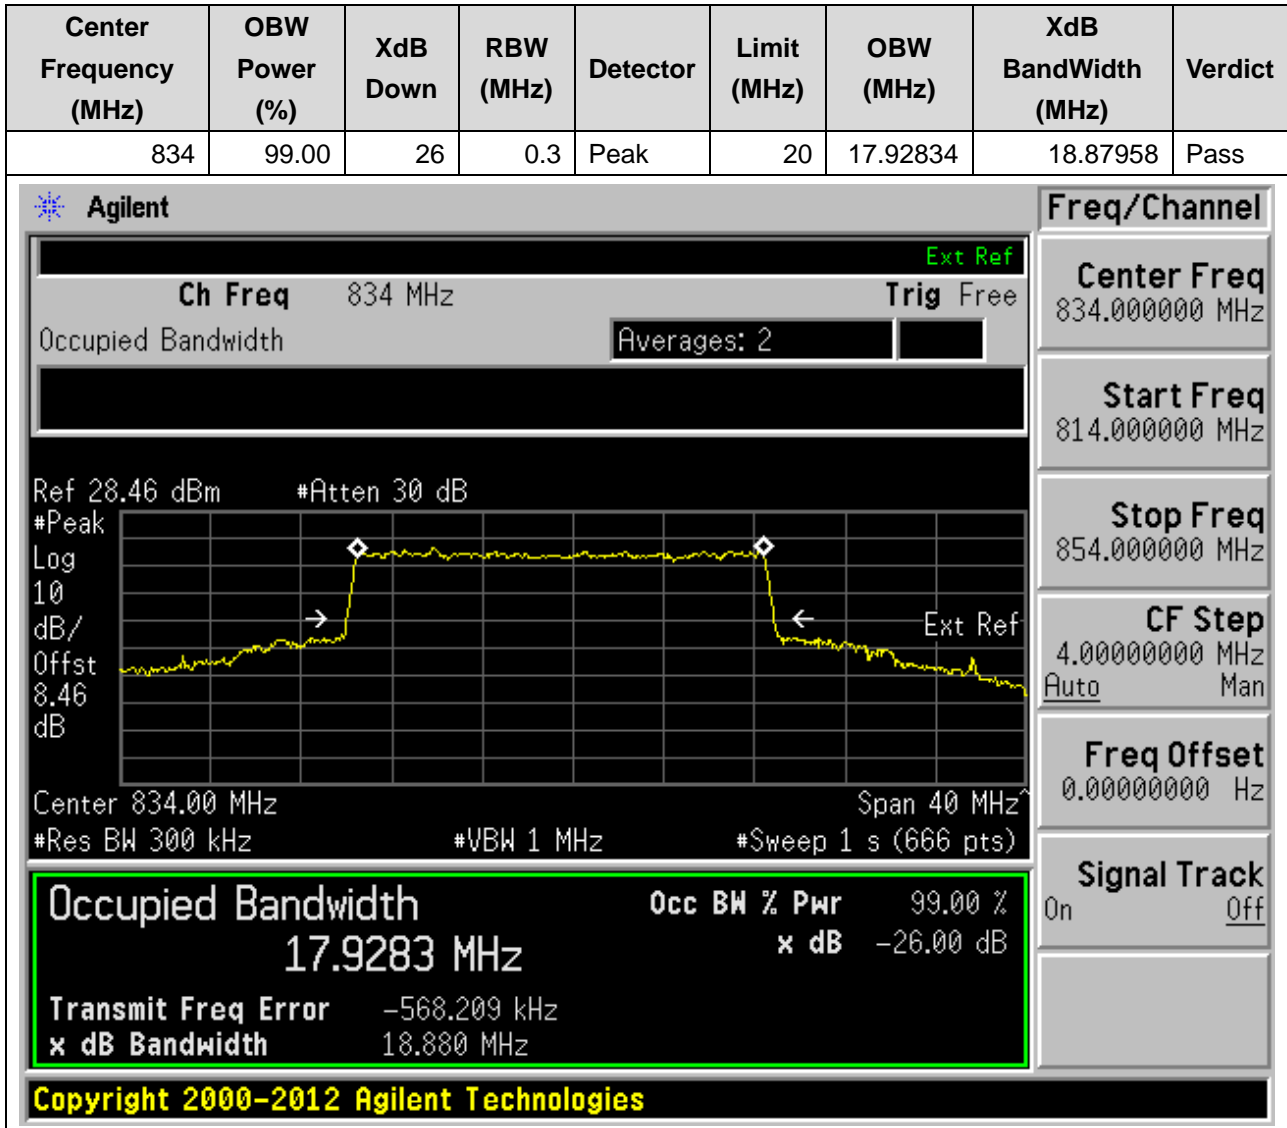 Center Frequency (MHz) OBW Power (%) XdB Down RBW (MHz) Detector Limit (MHz) OBW (MHz) XdB BandWidth (MHz) Verdict
834 99.00 26 0.3 Peak 20 17.92834 18.87958 Pass
Agilent
Freq/Channel
Ext Ref
Ch Freq 834 MHz Trig Free
Occupied Bandwidth Averages: 2
Center Freq
834.000000 MHz
Start Freq
814.000000 MHz
Stop Freq
854.000000 MHz
CF Step
4.00000000 MHz
Auto Man
Freq Offset
0.00000000 Hz
Signal Track
On Off
Ref 28.46 dBm #Atten 30 dB
#Peak
Log
10
dB/
Offst
8.46
dB
Ext Ref
Center 834.00 MHz Span 40 MHz^
#Res BW 300 kHz #VBW 1 MHz #Sweep 1 s (666 pts)
Occupied Bandwidth Occ BW % Pwr 99.00 %
17.9283 MHz x dB -26.00 dB
Transmit Freq Error -568.209 kHz
x dB Bandwidth 18.880 MHz
Copyright 2000-2012 Agilent Technologies